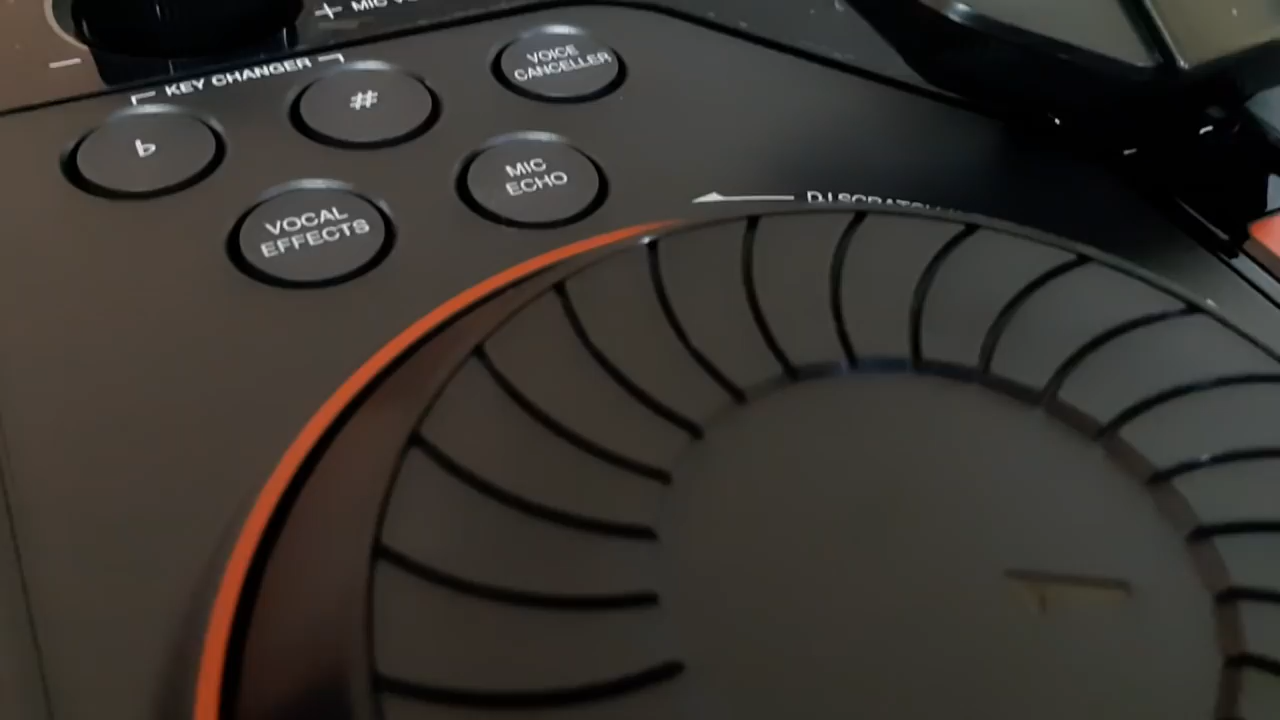 MIC
KEY CHANGER
VOICE
CANCELLER
#
♭
MIC
ECHO
VOCAL
EFFECTS
DJ SCRATCH